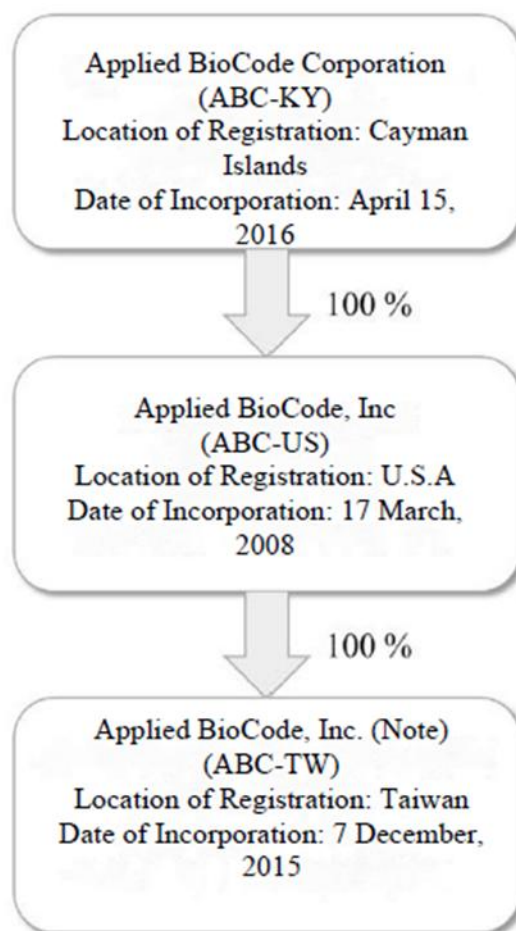 Applied BioCode Corporation
(ABC-KY)
Location of Registration: Cayman
Islands
Date of Incorporation: April 15,
2016
100 %
Applied BioCode, Inc
(ABC-US)
Location of Registration: U.S.A
Date of Incorporation: 17 March,
2008
100 %
Applied BioCode, Inc. (Note)
(ABC-TW)
Location of Registration: Taiwan
Date of Incorporation: 7 December,
2015